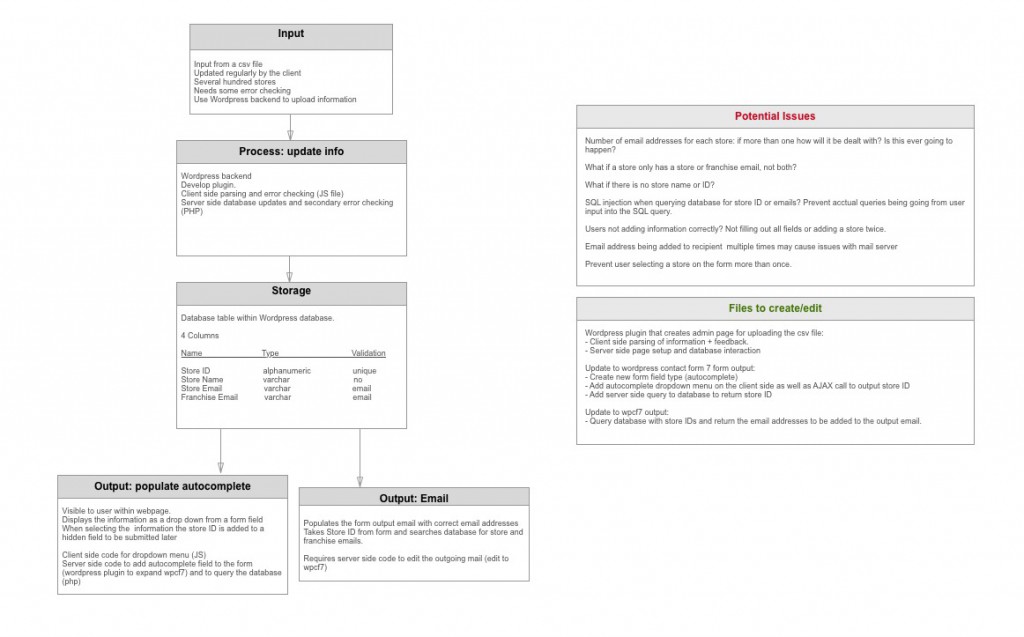 Input
Input from a csv file
Updated regularly by the client
Several hundred stores
Needs some error checking
Use Wordpress backend to upload information
Process: update info
Wordpress backend
Develop plugin.
Client side parsing and error checking (JS file)
Server side database updates and secondary error checking
(PHP)
Storage
Database table within Wordpress database.
4 Columns
Name Type Validation
Store ID alphanumeric unique
Store Name varchar no
Store Email varchar email
Franchise Email varchar email
Output: populate autocomplete
Visible to user within webpage.
Displays the information as a drop down from a form field
When selecting the information the store ID is added to a
hidden field to be submitted later
Client side code for dropdown menu (JS)
Server side code to add autocomplete field to the form
(wordpress plugin to expand wpcf7) and to query the database
(php)
Output: Email
Populates the form output email with correct email addresses
Takes Store ID from form and searches database for store and
franchise emails.
Requires server side code to edit the outgoing mail (edit to
wpcf7)
Potential Issues
Number of email addresses for each store: if more than one how will it be dealt with? Is this ever going to
happen?
What if a store only has a store or franchise email, not both?
What if there is no store name or ID?
SQL injection when querying database for store ID or emails? Prevent acctual queries being going from user
input into the SQL query.
Users not adding information correctly? Not filling out all fields or adding a store twice.
Email address being added to recipient multiple times may cause issues with mail server
Prevent user selecting a store on the form more than once.
Files to create/edit
Wordpress plugin that creates admin page for uploading the csv file:
- Client side parsing of information + feedback.
- Server side page setup and database interaction
Update to wordpress contact form 7 form output:
- Create new form field type (autocomplete)
- Add autocomplete dropdown menu on the client side as well as AJAX call to output store ID
- Add server side query to database to return store ID
Update to wpcf7 output:
- Query database with store IDs and return the email addresses to be added to the output email.